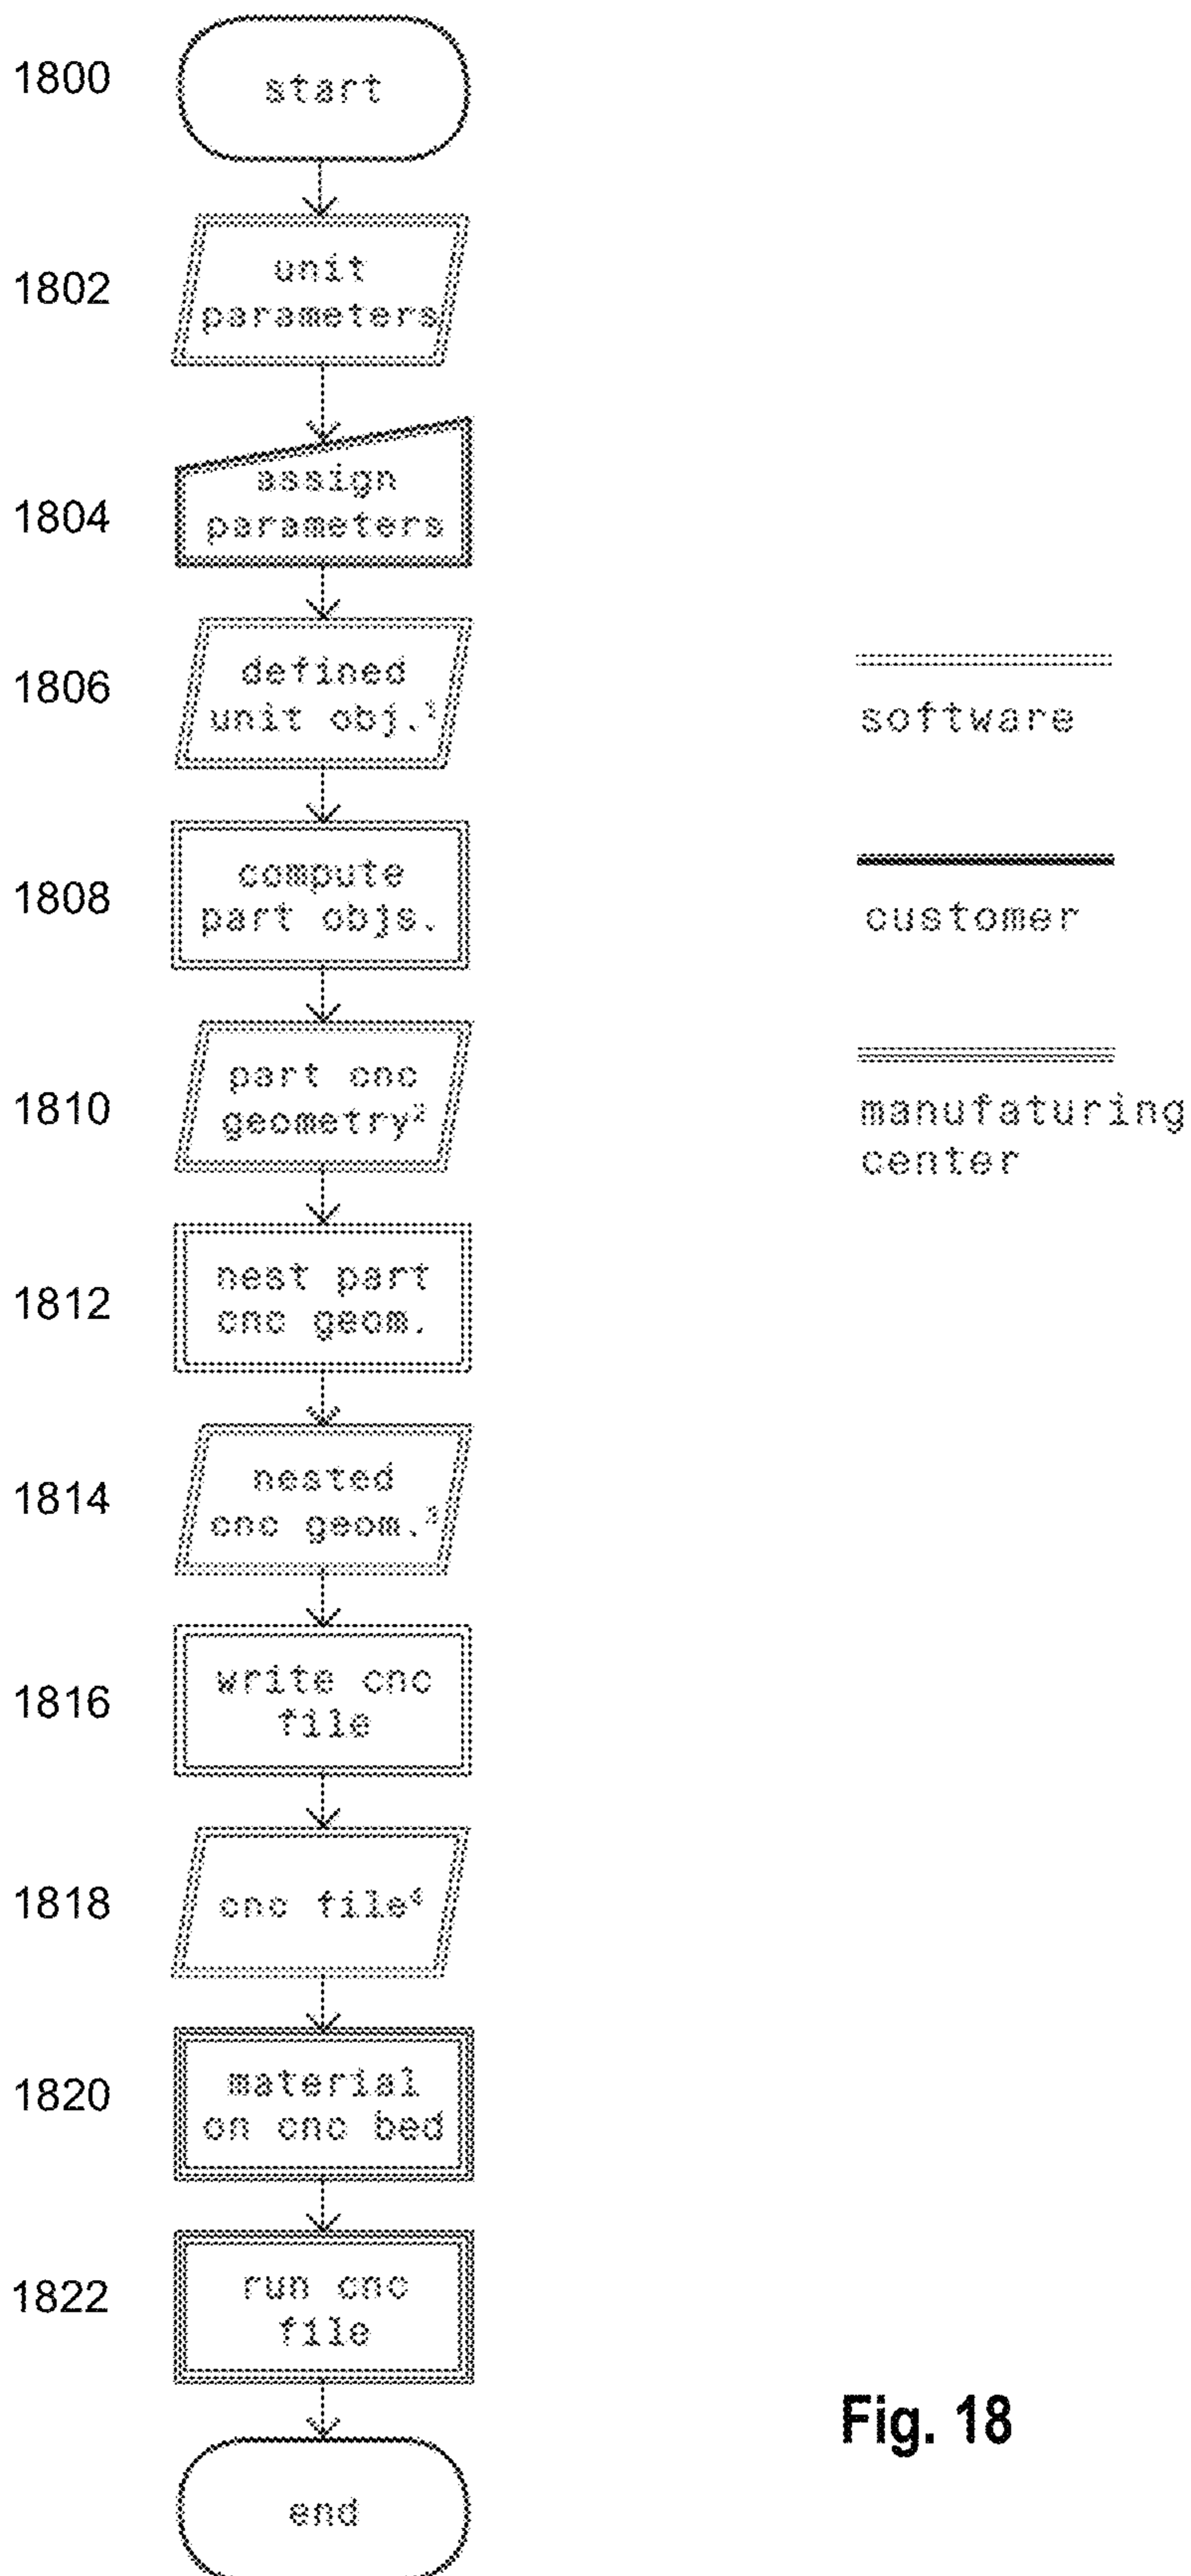 1800
start
1802
unit
parameters
1804
assign
parameters
1806
defined
unit obj.¹
1808
compute
part objs.
1810
part cnc
geometry²
1812
nest part
cnc geom.
1814
nested
cnc geom.³
1816
write cnc
file
1818
cnc file⁴
1820
material
on cnc bed
1822
run cnc
file
end
software
customer
manufaturing
center
Fig. 18